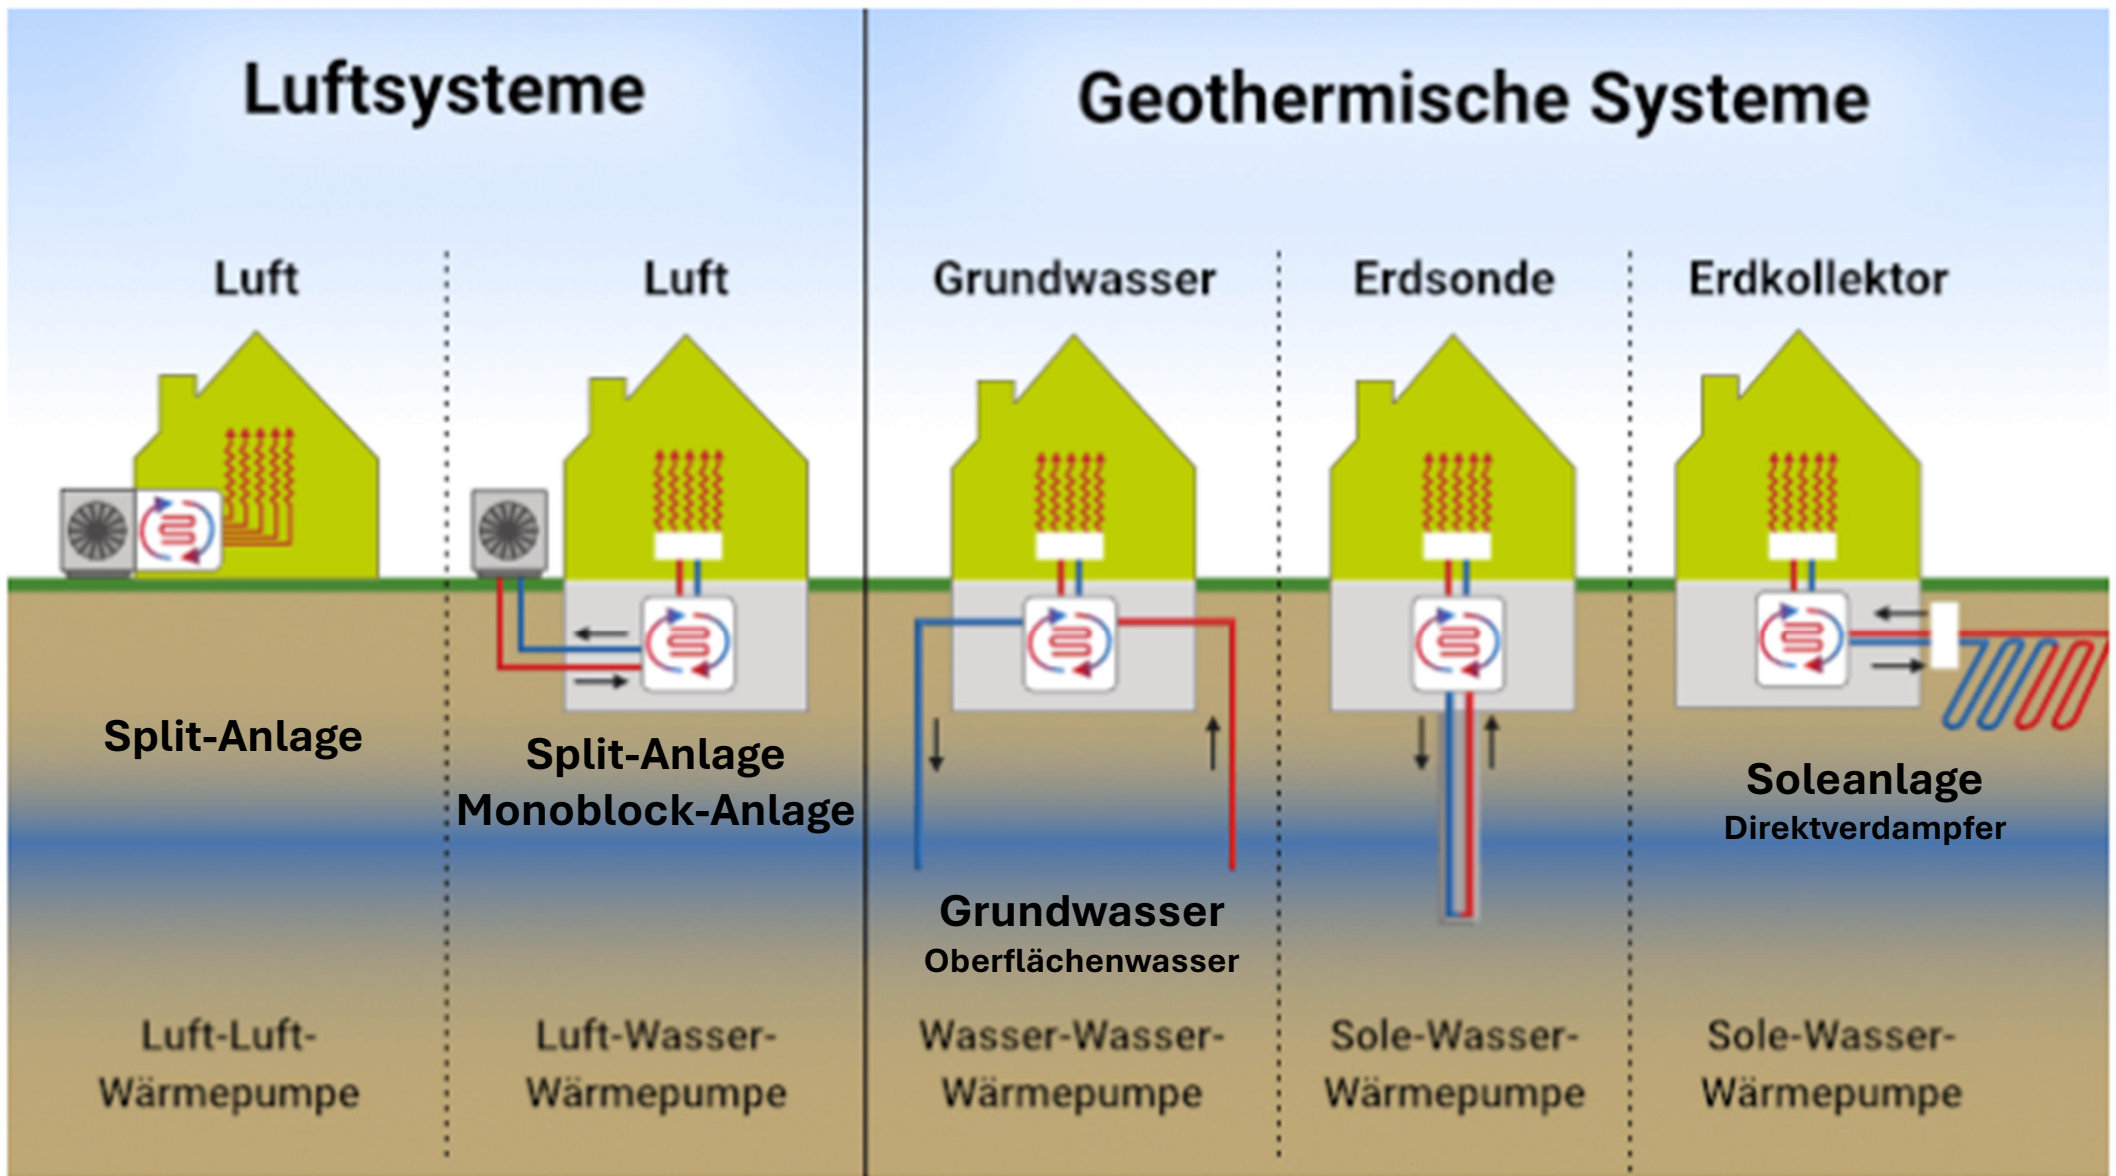 Luftsysteme
Geothermische Systeme
Luft
Luft
Grundwasser
Erdsonde
Erdkollektor
Split-Anlage
Split-Anlage
Monoblock-Anlage
Grundwasser
Oberflächenwasser
Soleanlage
Direktverdampfer
Luft-Luft-
Wärmepumpe
Luft-Wasser-
Wärmepumpe
Wasser-Wasser-
Wärmepumpe
Sole-Wasser-
Wärmepumpe
Sole-Wasser-
Wärmepumpe